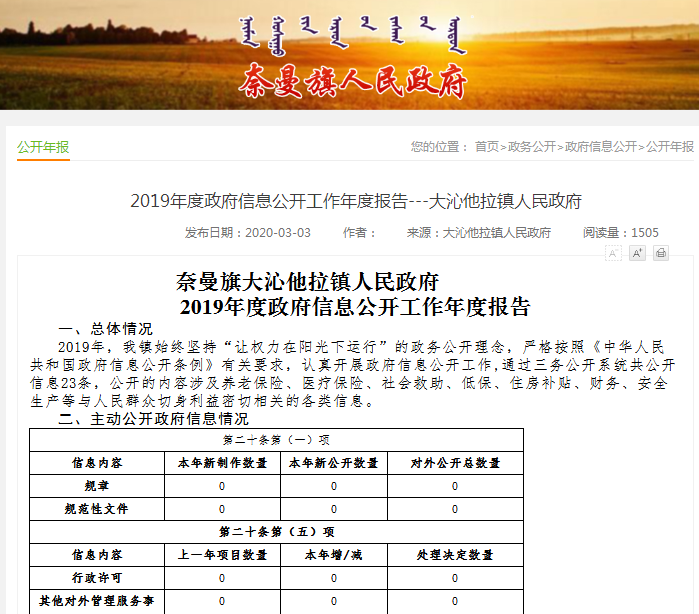 奈曼旗人民政府
公开年报
您的位置： 首页>政务公开>政府信息公开>公开年报
2019年度政府信息公开工作年度报告---大沁他拉镇人民政府
发布日期：2020-03-03 作者： 来源：大沁他拉镇人民政府 阅读量：1505
A- A+
奈曼旗大沁他拉镇人民政府
2019年度政府信息公开工作年度报告
一、总体情况
2019年，我镇始终坚持“让权力在阳光下运行”的政务公开理念，严格按照《中华人民
共和国政府信息公开条例》有关要求，认真开展政府信息公开工作,通过三务公开系统共公开
信息23条，公开的内容涉及养老保险、医疗保险、社会救助、低保、住房补贴、财务、安全
生产等与人民群众切身利益密切相关的各类信息。
二、主动公开政府信息情况
第二十条第（一）项
信息内容 本年新制作数量 本年新公开数量 对外公开总数量
规章 0 0 0
规范性文件 0 0 0
第二十条第（五）项
信息内容 上一年项目数量 本年增/减 处理决定数量
行政许可 0 0 0
其他对外管理服务事 0 0 0